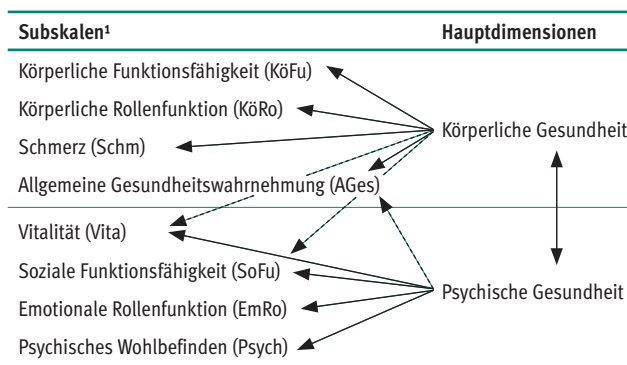 Subskalen¹ Hauptdimensionen
Körperliche Funktionsfähigkeit (KöFu)
Körperliche Rollenfunktion (KöRo)
Körperliche Gesundheit
Schmerz (Schm)
Allgemeine Gesundheitswahrnehmung (AGes)
Vitalität (Vita)
Soziale Funktionsfähigkeit (SoFu)
Psychische Gesundheit
Emotionale Rollenfunktion (EmRo)
Psychisches Wohlbefinden (Psych)